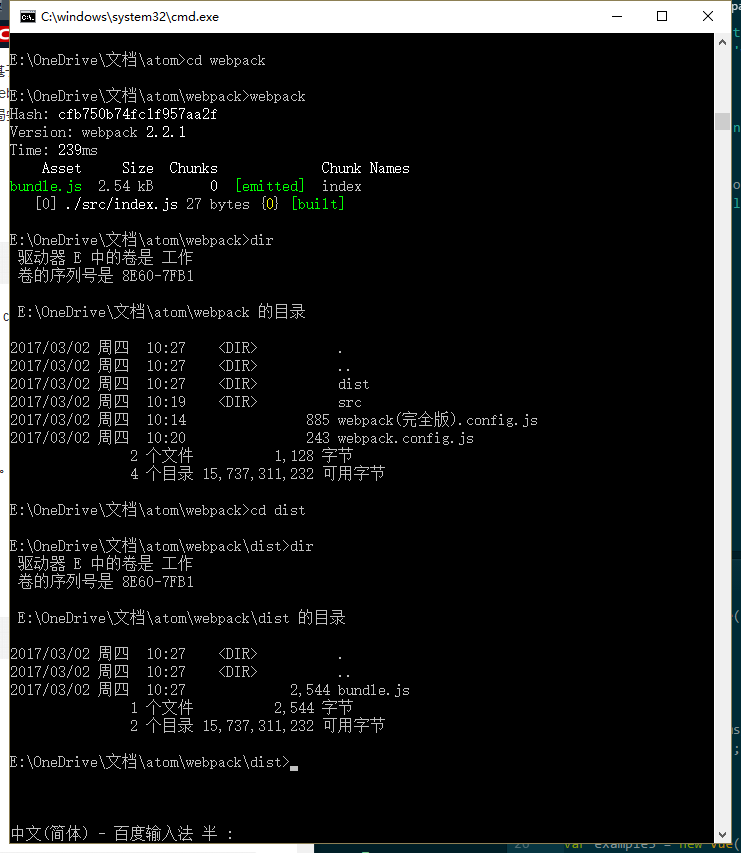 C:\windows\system32\cmd.exe
E:\OneDrive\文档\atom>cd webpack
E:\OneDrive\文档\atom\webpack>webpack
Hash: cfb750b74fc1f957aa2f
Version: webpack 2.2.1
Time: 239ms
Asset Size Chunks Chunk Names
bundle.js 2.54 kB 0 [emitted] index
[0] ./src/index.js 27 bytes {0} [built]
E:\OneDrive\文档\atom\webpack>dir
驱动器 E 中的卷是 工作
卷的序列号是 8E60-7FB1
E:\OneDrive\文档\atom\webpack 的目录
2017/03/02 周四 10:27 <DIR> .
2017/03/02 周四 10:27 <DIR> ..
2017/03/02 周四 10:27 <DIR> dist
2017/03/02 周四 10:19 <DIR> src
2017/03/02 周四 10:14 885 webpack(完全版).config.js
2017/03/02 周四 10:20 243 webpack.config.js
2 个文件 1,128 字节
4 个目录 15,737,311,232 可用字节
E:\OneDrive\文档\atom\webpack>cd dist
E:\OneDrive\文档\atom\webpack\dist>dir
驱动器 E 中的卷是 工作
卷的序列号是 8E60-7FB1
E:\OneDrive\文档\atom\webpack\dist 的目录
2017/03/02 周四 10:27 <DIR> .
2017/03/02 周四 10:27 <DIR> ..
2017/03/02 周四 10:27 2,544 bundle.js
1 个文件 2,544 字节
2 个目录 15,737,311,232 可用字节
E:\OneDrive\文档\atom\webpack\dist>
中文(简体) - 百度输入法 半 :